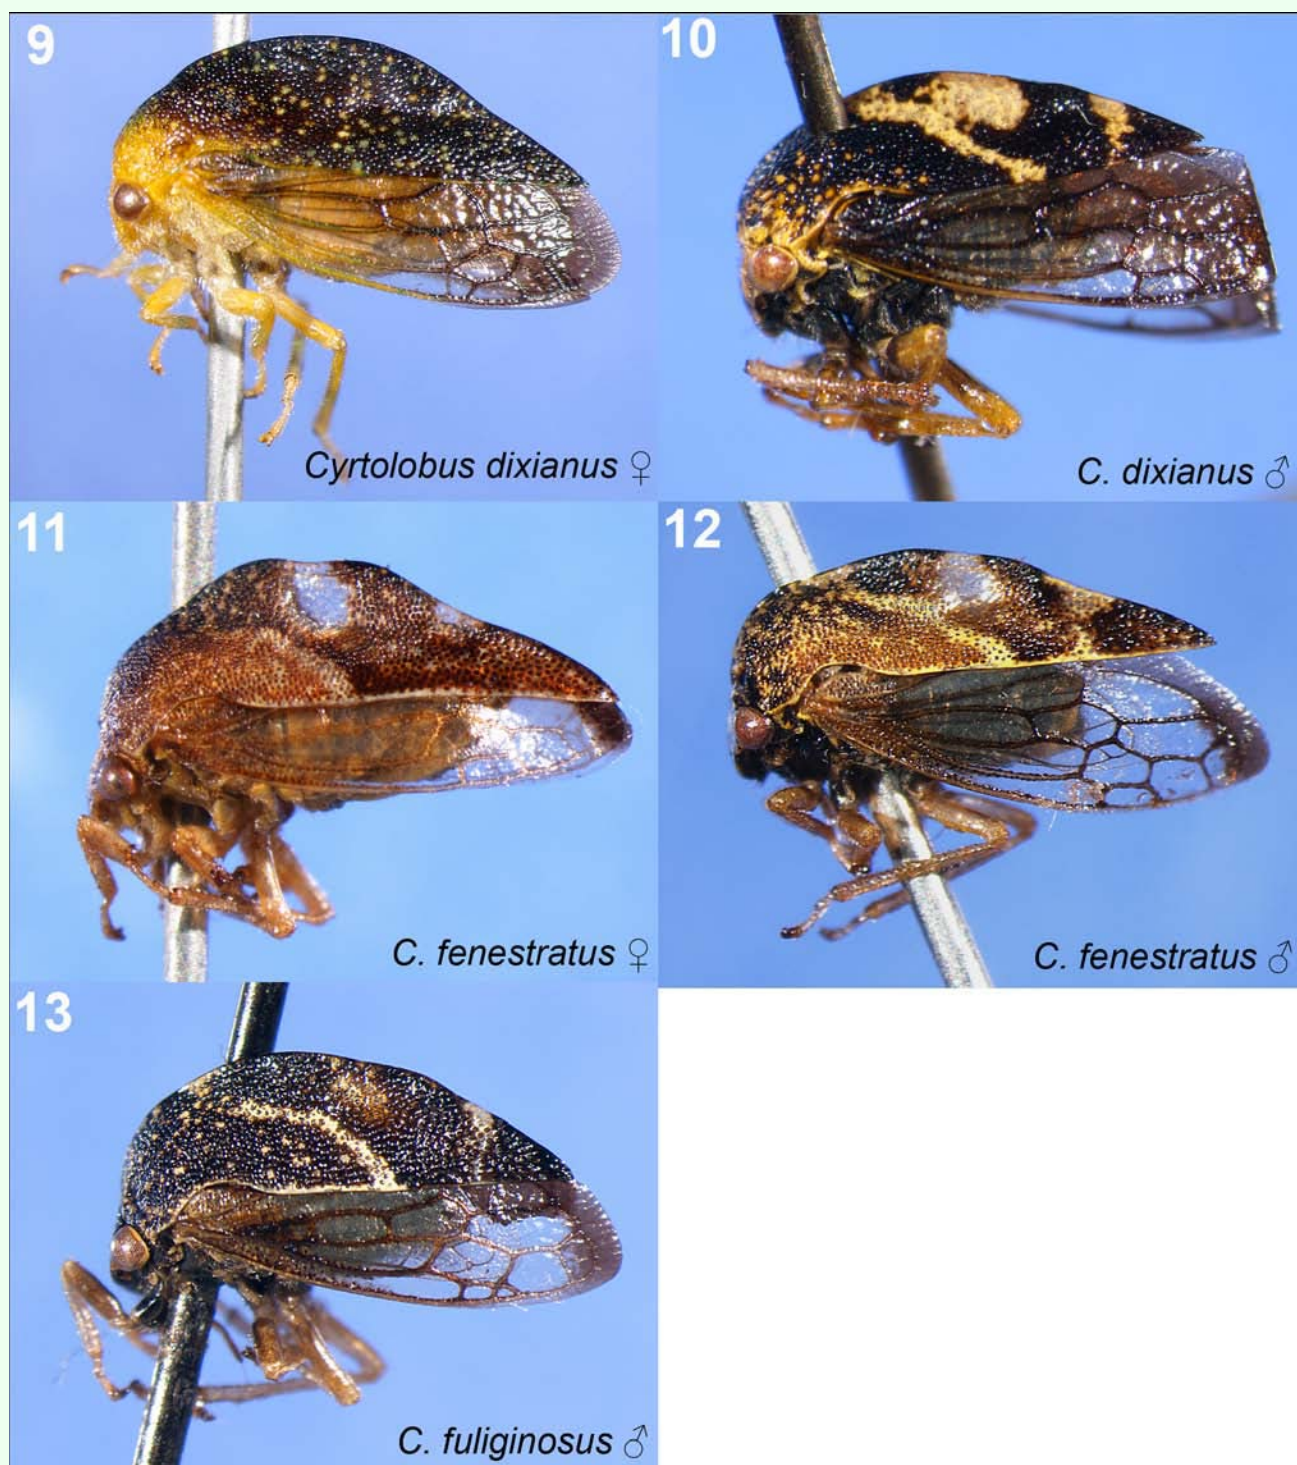 9
10
Cyrtolobus dixianus ♀
C. dixianus ♂
11
12
C. fenestratus ♀
C. fenestratus ♂
13
C. fuliginosus ♂